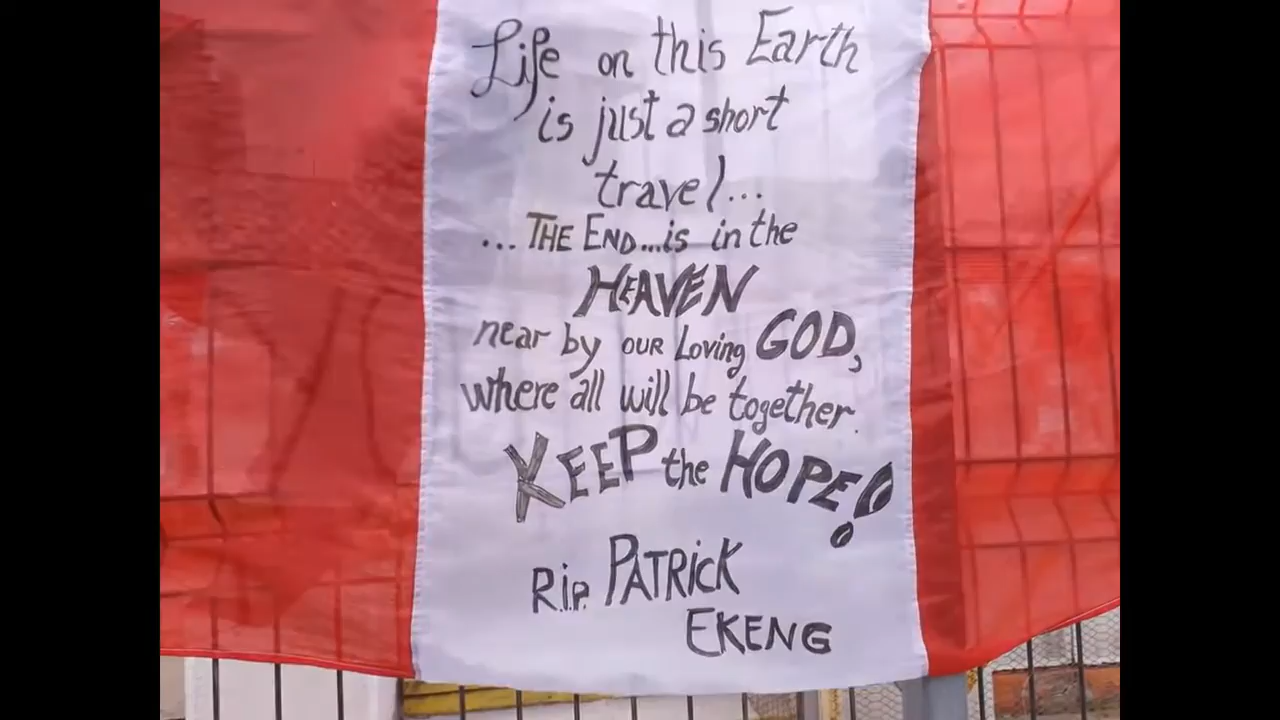 Life on this Earth
is just a short
travel...
...THE END...is in the
HEAVEN
near by OUR Loving GOD,
where all will be together.
KEEP the HOPE!
R.i.P. PATRiCK
EKENG